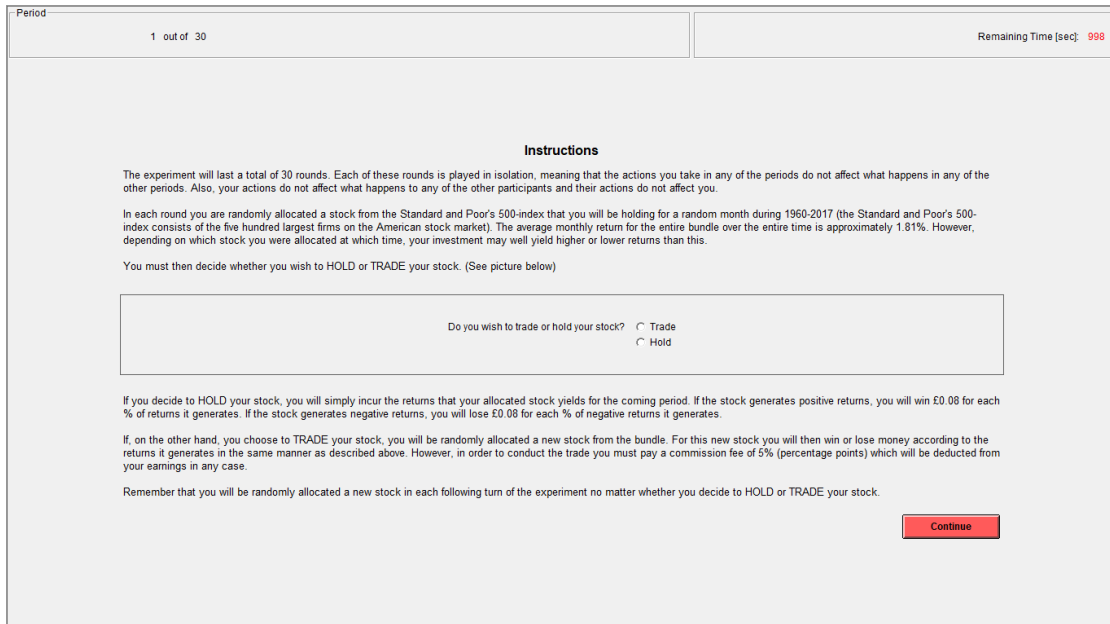 Period
1 out of 30
Remaining Time [sec]: 998
Instructions
The experiment will last a total of 30 rounds. Each of these rounds is played in isolation, meaning that the actions you take in any of the periods do not affect what happens in any of the
other periods. Also, your actions do not affect what happens to any of the other participants and their actions do not affect you.
In each round you are randomly allocated a stock from the Standard and Poor's 500-index that you will be holding for a random month during 1960-2017 (the Standard and Poor's 500-
index consists of the five hundred largest firms on the American stock market). The average monthly return for the entire bundle over the entire time is approximately 1.81%. However,
depending on which stock you were allocated at which time, your investment may well yield higher or lower returns than this.
You must then decide whether you wish to HOLD or TRADE your stock. (See picture below)
Do you wish to trade or hold your stock? Trade
Hold
If you decide to HOLD your stock, you will simply incur the returns that your allocated stock yields for the coming period. If the stock generates positive returns, you will win £0.08 for each
% of returns it generates. If the stock generates negative returns, you will lose £0.08 for each % of negative returns it generates.
If, on the other hand, you choose to TRADE your stock, you will be randomly allocated a new stock from the bundle. For this new stock you will then win or lose money according to the
returns it generates in the same manner as described above. However, in order to conduct the trade you must pay a commission fee of 5% (percentage points) which will be deducted from
your earnings in any case.
Remember that you will be randomly allocated a new stock in each following turn of the experiment no matter whether you decide to HOLD or TRADE your stock.
Continue